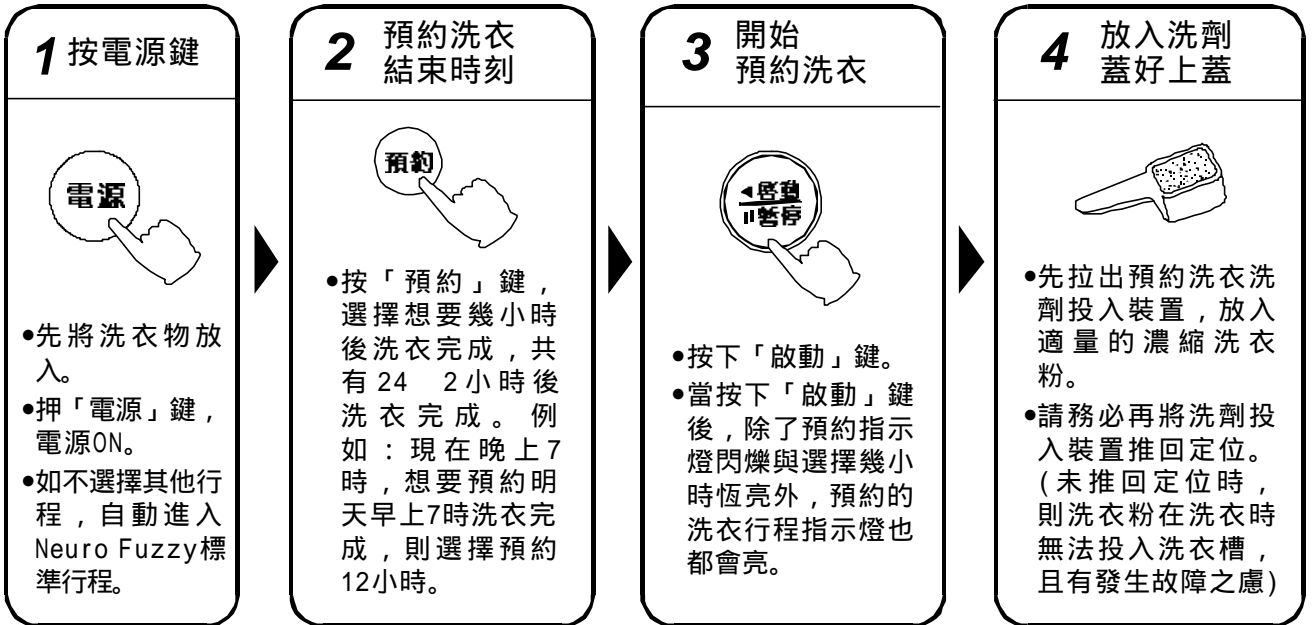 1 按電源鍵
電源
•先將洗衣物放
入。
•押「電源」鍵，
電源ON。
•如不選擇其他行
程，自動進入
Neuro Fuzzy標
準行程。
2 預約洗衣
結束時刻
預約
•按「預約」鍵，
選擇想要幾小時
後洗衣完成，共
有24 2小時後
洗衣完成。例
如：現在晚上7
時，想要預約明
天早上7時洗衣完
成，則選擇預約
12小時。
3 開始
預約洗衣
◀啓動
II暫停
•按下「啟動」鍵。
•當按下「啟動」鍵
後，除了預約指示
燈閃爍與選擇幾小
時恆亮外，預約的
洗衣行程指示燈也
都會亮。
4 放入洗劑
蓋好上蓋
•先拉出預約洗衣洗
劑投入裝置，放入
適量的濃縮洗衣
粉。
•請務必再將洗劑投
入裝置推回定位。
(未推回定位時，
則洗衣粉在洗衣時
無法投入洗衣槽，
且有發生故障之慮)